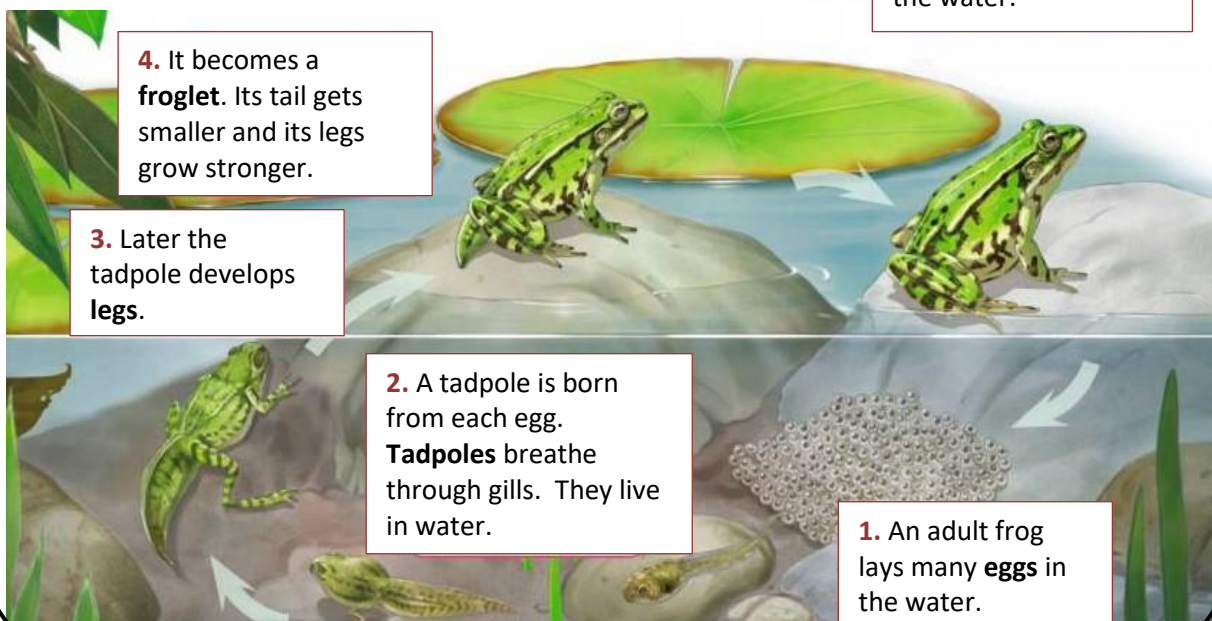 the water.
4. It becomes a
froglet. Its tail gets
smaller and its legs
grow stronger.
3. Later the
tadpole develops
legs.
2. A tadpole is born
from each egg.
Tadpoles breathe
through gills. They live
in water.
1. An adult frog
lays many eggs in
the water.